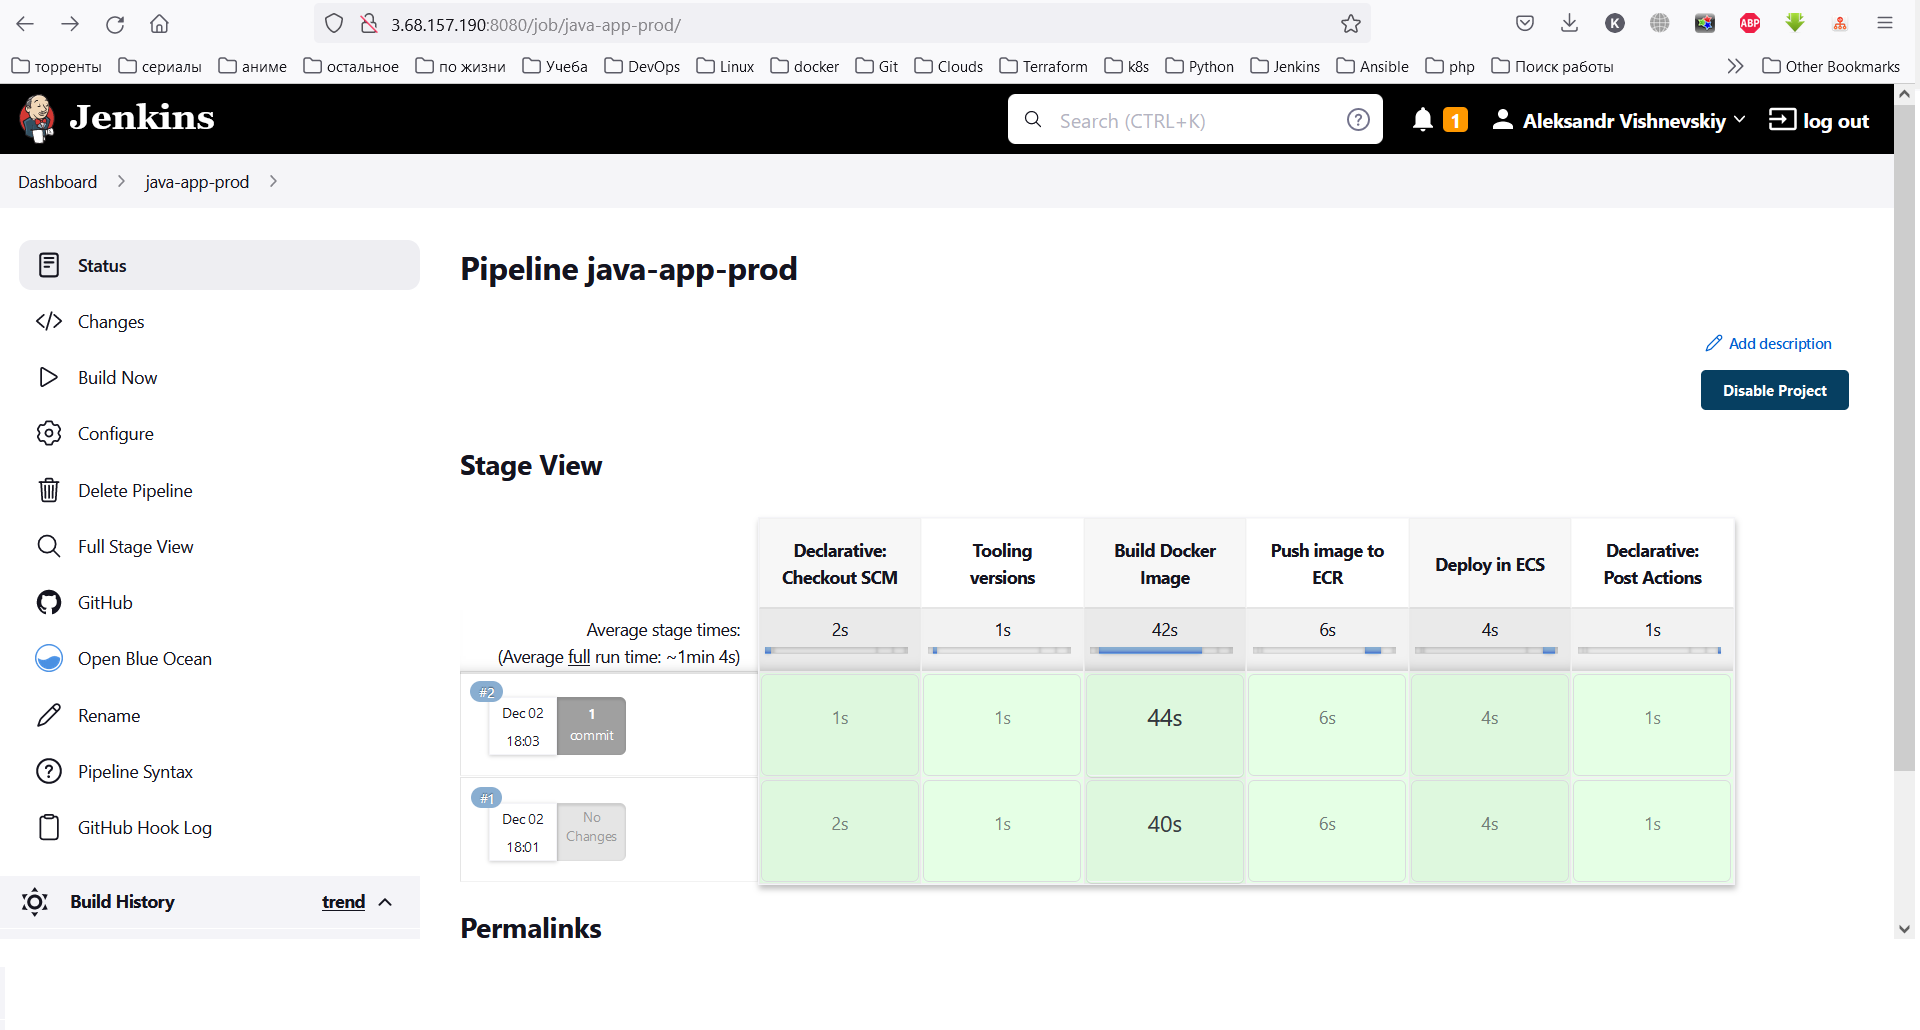 3.68.157.190:8080/job/java-app-prod/
K
ABP
торренты сериалы аниме остальное по жизни Учеба DevOps Linux docker Git Clouds Terraform k8s Python Jenkins Ansible php Поиск работы Other Bookmarks
Jenkins
Search (CTRL+K)
?
1
Aleksandr Vishnevskiy
log out
Dashboard java-app-prod
Status
Changes
Build Now
Configure
Delete Pipeline
Full Stage View
GitHub
Open Blue Ocean
Rename
Pipeline Syntax
GitHub Hook Log
Build History trend
Pipeline java-app-prod
Add description
Disable Project
Stage View
Declarative: Checkout SCM
Tooling versions
Build Docker Image
Push image to ECR
Deploy in ECS
Declarative: Post Actions
Average stage times:
(Average full run time: ~1min 4s)
2s 1s 42s 6s 4s 1s
#2
Dec 02
18:03
1
commit
1s 1s 44s 6s 4s 1s
#1
Dec 02
18:01
No
Changes
2s 1s 40s 6s 4s 1s
Permalinks